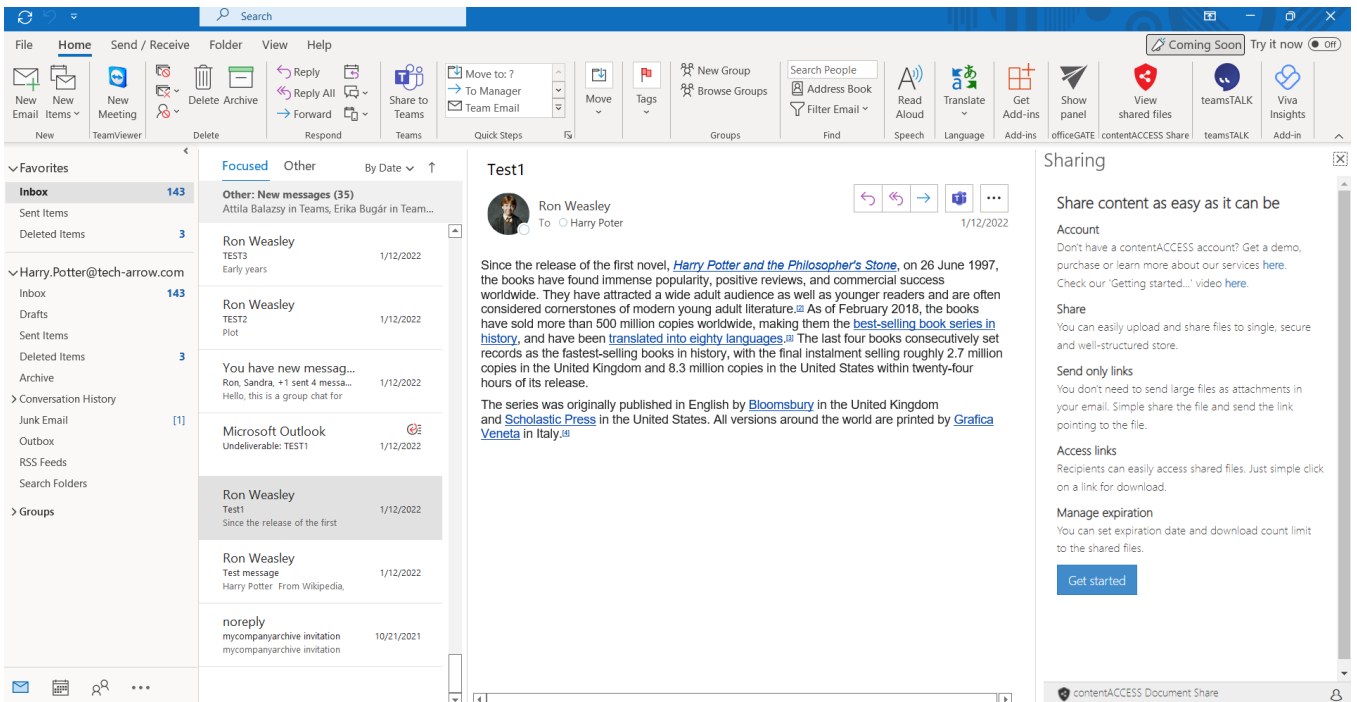 Search
File Home Send / Receive Folder View Help
Coming Soon Try it now Off
New Email
New Items
New
New Meeting
TeamViewer
Delete Archive
Delete
Reply
Reply All
Forward
Respond
Share to Teams
Teams
Move to: ?
To Manager
Team Email
Quick Steps
Move
Tags
New Group
Browse Groups
Groups
Search People
Address Book
Filter Email
Find
Read Aloud
Speech
Translate
Language
Get Add-ins
Add-ins
Show panel
officeGATE
View shared files
contentACCESS Share
teamsTALK
teamsTALK
Viva Insights
Add-in
Favorites
Inbox 143
Sent Items
Deleted Items 3
Harry.Potter@tech-arrow.com
Inbox 143
Drafts
Sent Items
Deleted Items 3
Archive
Conversation History
Junk Email [1]
Outbox
RSS Feeds
Search Folders
Groups
Focused Other By Date
Other: New messages (35)
Attila Balazsy in Teams, Erika Bugár in Team...
Ron Weasley
TEST3 1/12/2022
Early years
Ron Weasley
TEST2 1/12/2022
Plot
You have new messag...
Ron, Sandra, +1 sent 4 messa... 1/12/2022
Hello, this is a group chat for
Microsoft Outlook
Undeliverable: TEST1 1/12/2022
Ron Weasley
Test1 1/12/2022
Since the release of the first
Ron Weasley
Test message 1/12/2022
Harry Potter From Wikipedia,
noreply
mycompanyarchive invitation 10/21/2021
mycompanyarchive invitation
Test1
Ron Weasley
To Harry Poter
1/12/2022
Since the release of the first novel, Harry Potter and the Philosopher's Stone, on 26 June 1997,
the books have found immense popularity, positive reviews, and commercial success
worldwide. They have attracted a wide adult audience as well as younger readers and are often
considered cornerstones of modern young adult literature.[2] As of February 2018, the books
have sold more than 500 million copies worldwide, making them the best-selling book series in
history, and have been translated into eighty languages.[3] The last four books consecutively set
records as the fastest-selling books in history, with the final instalment selling roughly 2.7 million
copies in the United Kingdom and 8.3 million copies in the United States within twenty-four
hours of its release.
The series was originally published in English by Bloomsbury in the United Kingdom
and Scholastic Press in the United States. All versions around the world are printed by Grafica
Veneta in Italy.[4]
Sharing
Share content as easy as it can be
Account
Don't have a contentACCESS account? Get a demo,
purchase or learn more about our services here.
Check our 'Getting started...' video here.
Share
You can easily upload and share files to single, secure
and well-structured store.
Send only links
You don't need to send large files as attachments in
your email. Simple share the file and send the link
pointing to the file.
Access links
Recipients can easily access shared files. Just simple click
on a link for download.
Manage expiration
You can set expiration date and download count limit
to the shared files.
Get started
contentACCESS Document Share